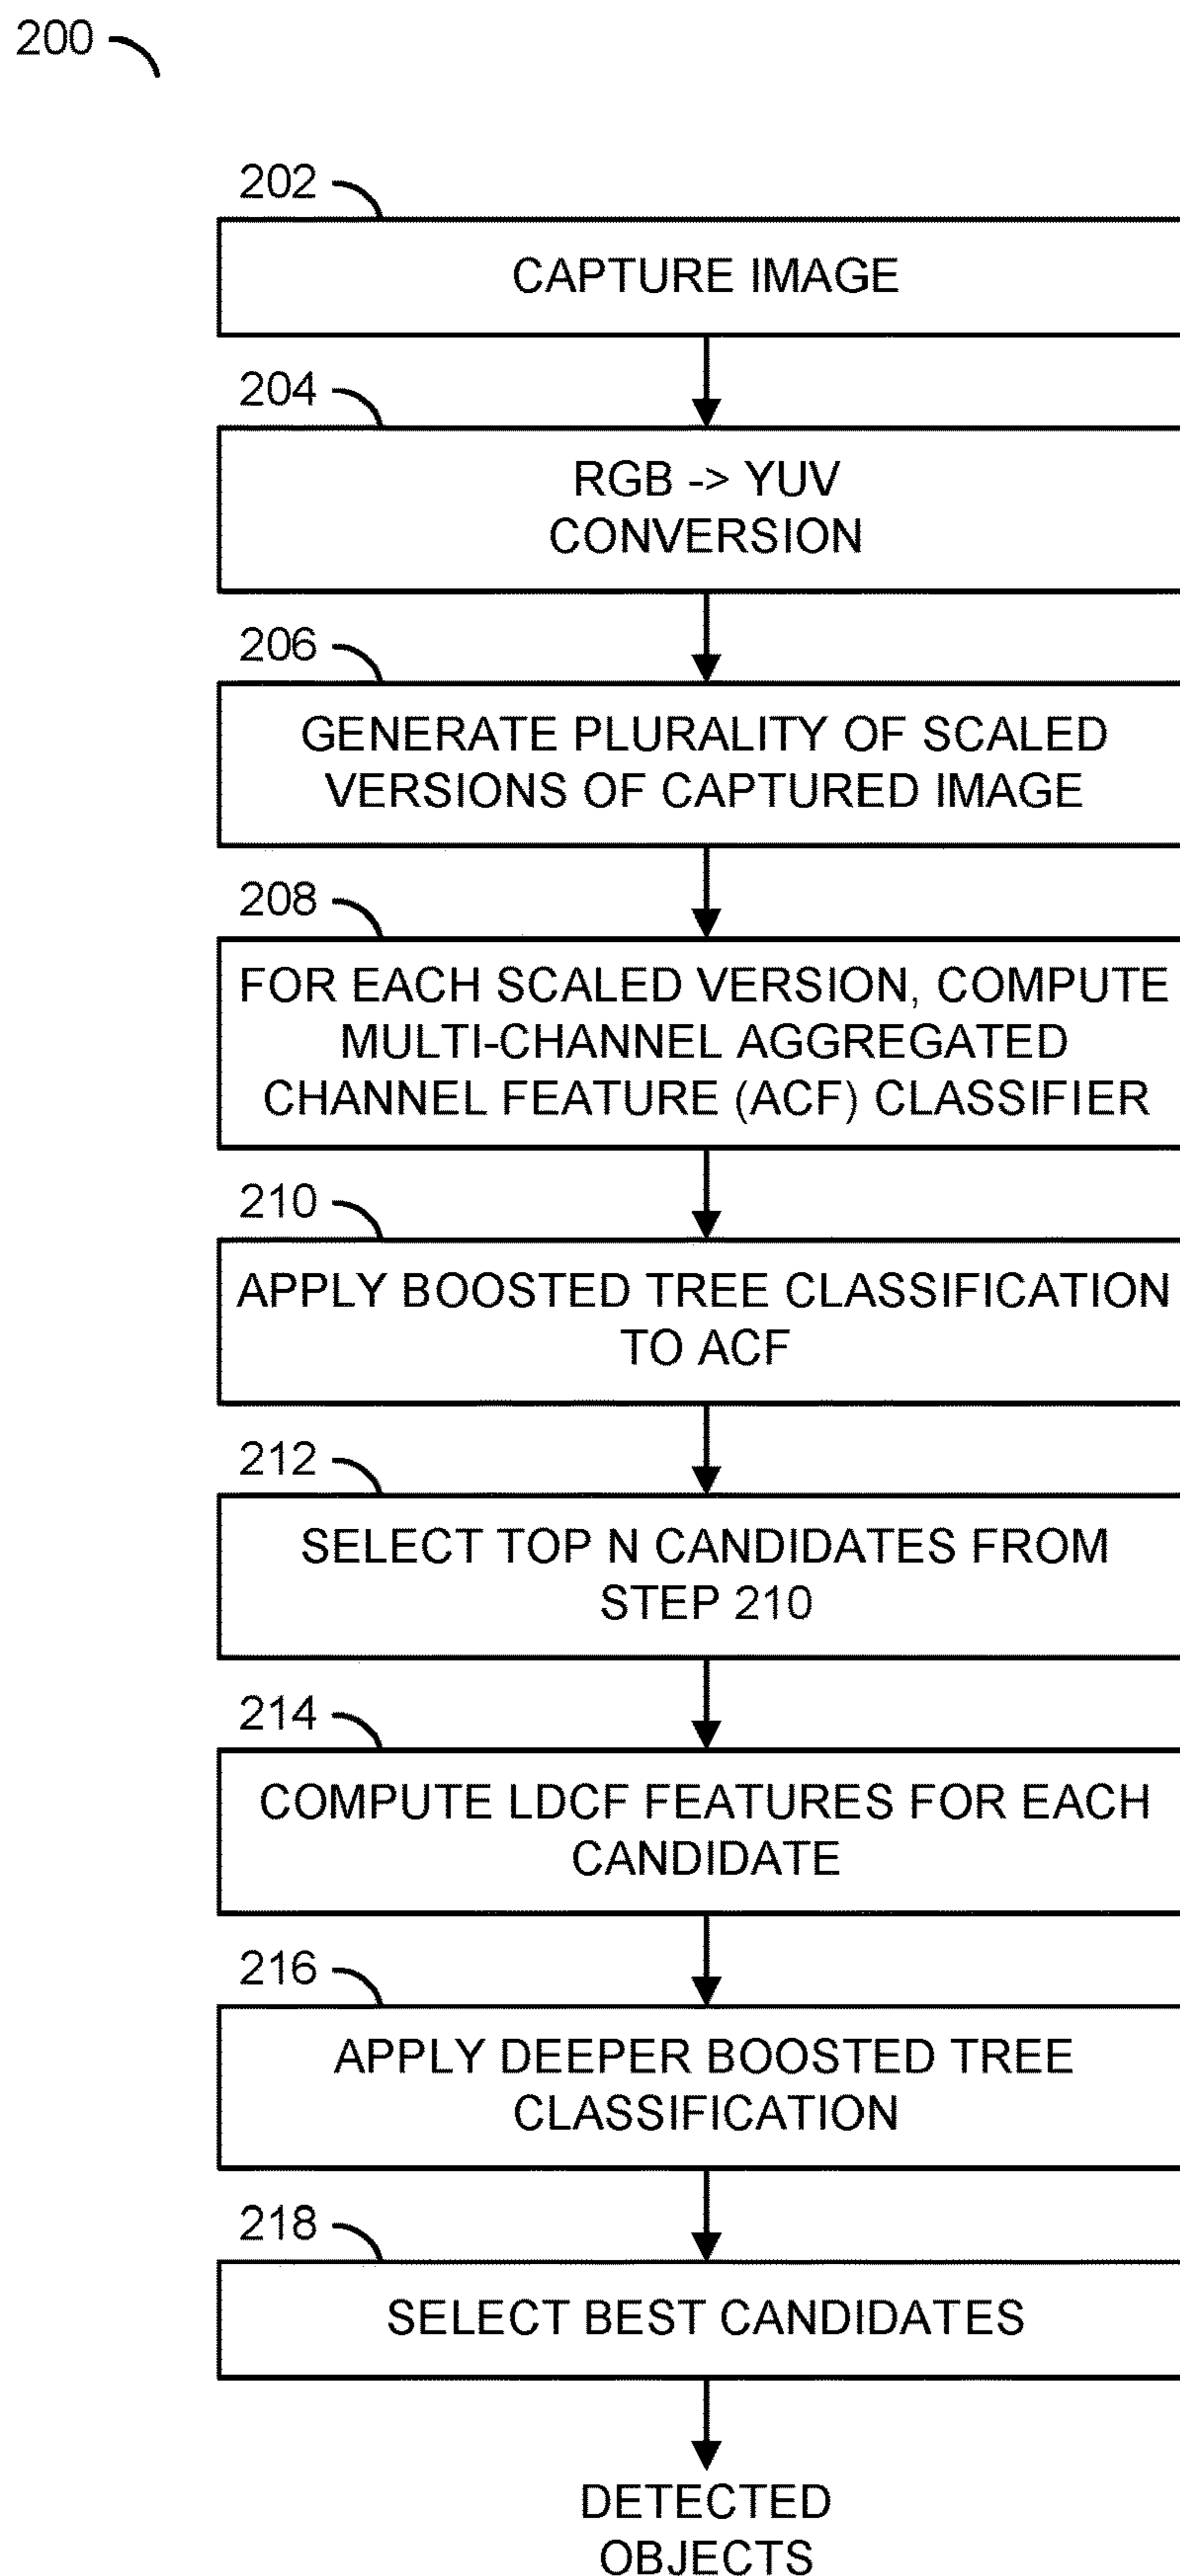 200
202
CAPTURE IMAGE
204
RGB -> YUV
CONVERSION
206
GENERATE PLURALITY OF SCALED
VERSIONS OF CAPTURED IMAGE
208
FOR EACH SCALED VERSION, COMPUTE
MULTI-CHANNEL AGGREGATED
CHANNEL FEATURE (ACF) CLASSIFIER
210
APPLY BOOSTED TREE CLASSIFICATION
TO ACF
212
SELECT TOP N CANDIDATES FROM
STEP 210
214
COMPUTE LDCF FEATURES FOR EACH
CANDIDATE
216
APPLY DEEPER BOOSTED TREE
CLASSIFICATION
218
SELECT BEST CANDIDATES
DETECTED
OBJECTS